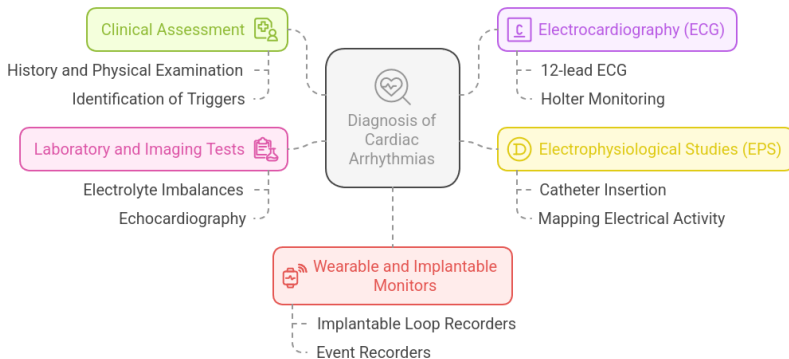 Clinical Assessment
History and Physical Examination
Identification of Triggers
Laboratory and Imaging Tests
Electrolyte Imbalances
Echocardiography
Diagnosis of
Cardiac
Arrhythmias
C
Electrocardiography (ECG)
12-lead ECG
Holter Monitoring
D
Electrophysiological Studies (EPS)
Catheter Insertion
Mapping Electrical Activity
Wearable and Implantable
Monitors
Implantable Loop Recorders
Event Recorders